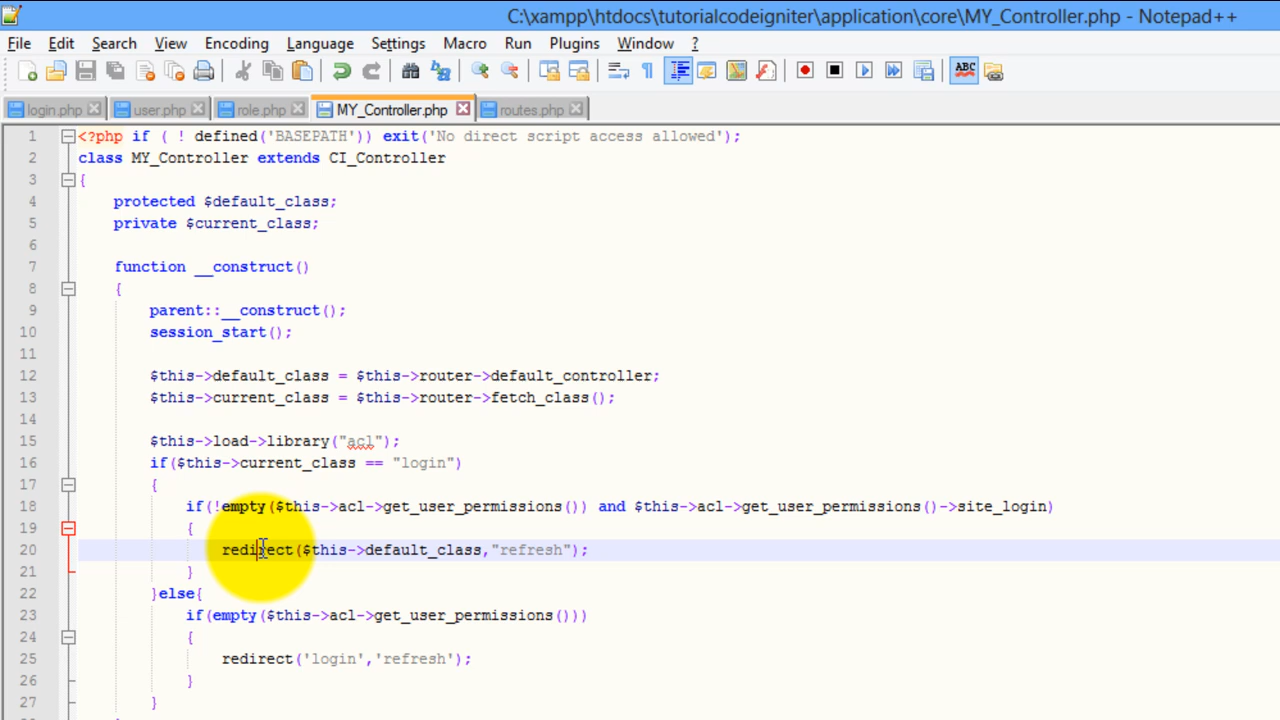 C:\xampp\htdocs\tutorialcodeigniter\application\core\MY_Controller.php - Notepad++
File Edit Search View Encoding Language Settings Macro Run Plugins Window ?
login.php user.php role.php MY_Controller.php routes.php
1 <?php if ( ! defined('BASEPATH')) exit('No direct script access allowed');
2 class MY_Controller extends CI_Controller
3 {
4 protected $default_class;
5 private $current_class;
6
7 function __construct()
8 {
9 parent::__construct();
10 session_start();
11
12 $this->default_class = $this->router->default_controller;
13 $this->current_class = $this->router->fetch_class();
14
15 $this->load->library("acl");
16 if($this->current_class == "login")
17 {
18 if(!empty($this->acl->get_user_permissions()) and $this->acl->get_user_permissions()->site_login)
19 {
20 redirect($this->default_class,"refresh");
21 }
22 }else{
23 if(empty($this->acl->get_user_permissions()))
24 {
25 redirect('login','refresh');
26 }
27 }